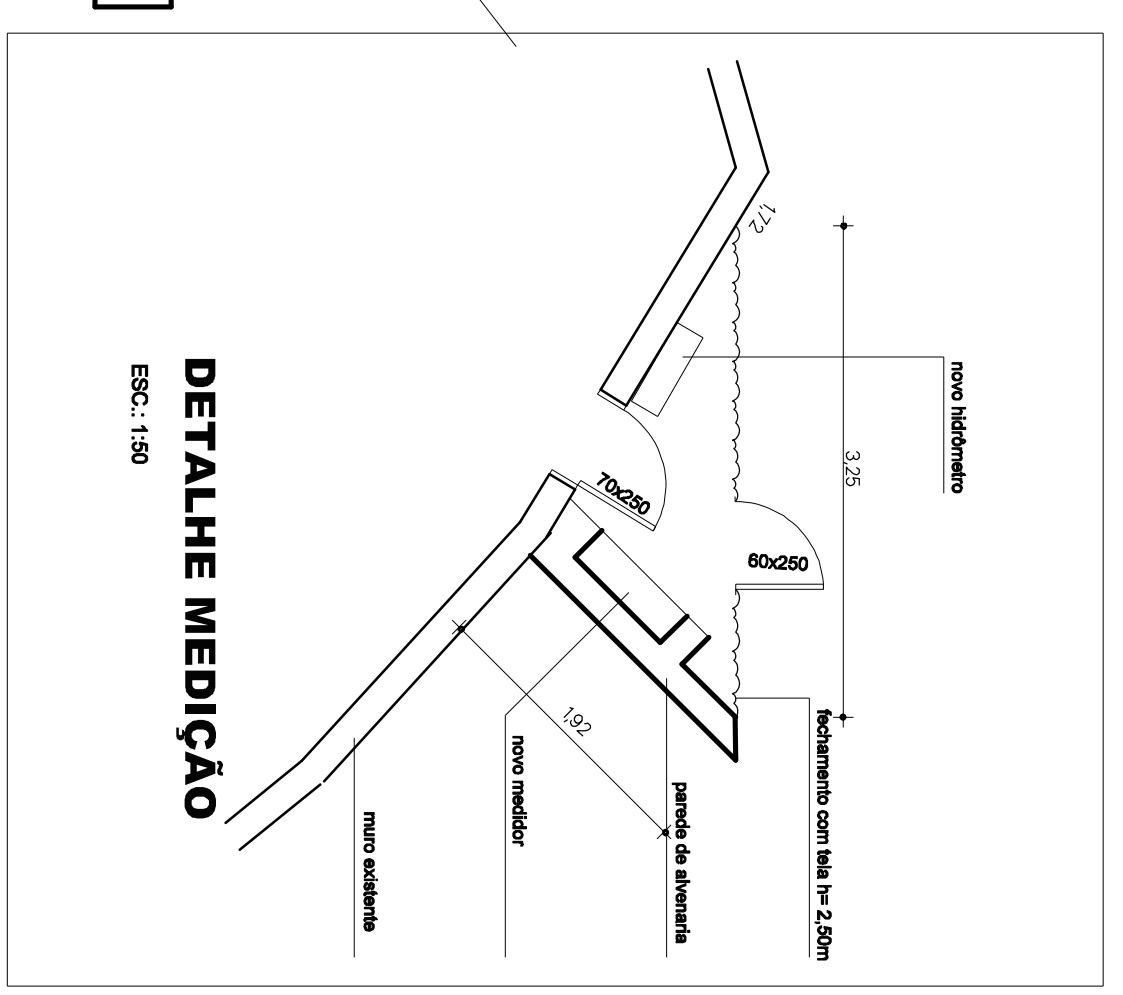 novo hidrômetro
3,25
1,72
60x250
70x250
fechamento com tela h= 2,50m
parede de alvenaria
1,92
novo medidor
muro existente
DETALHE MEDIÇÃO
ESC.: 1:50